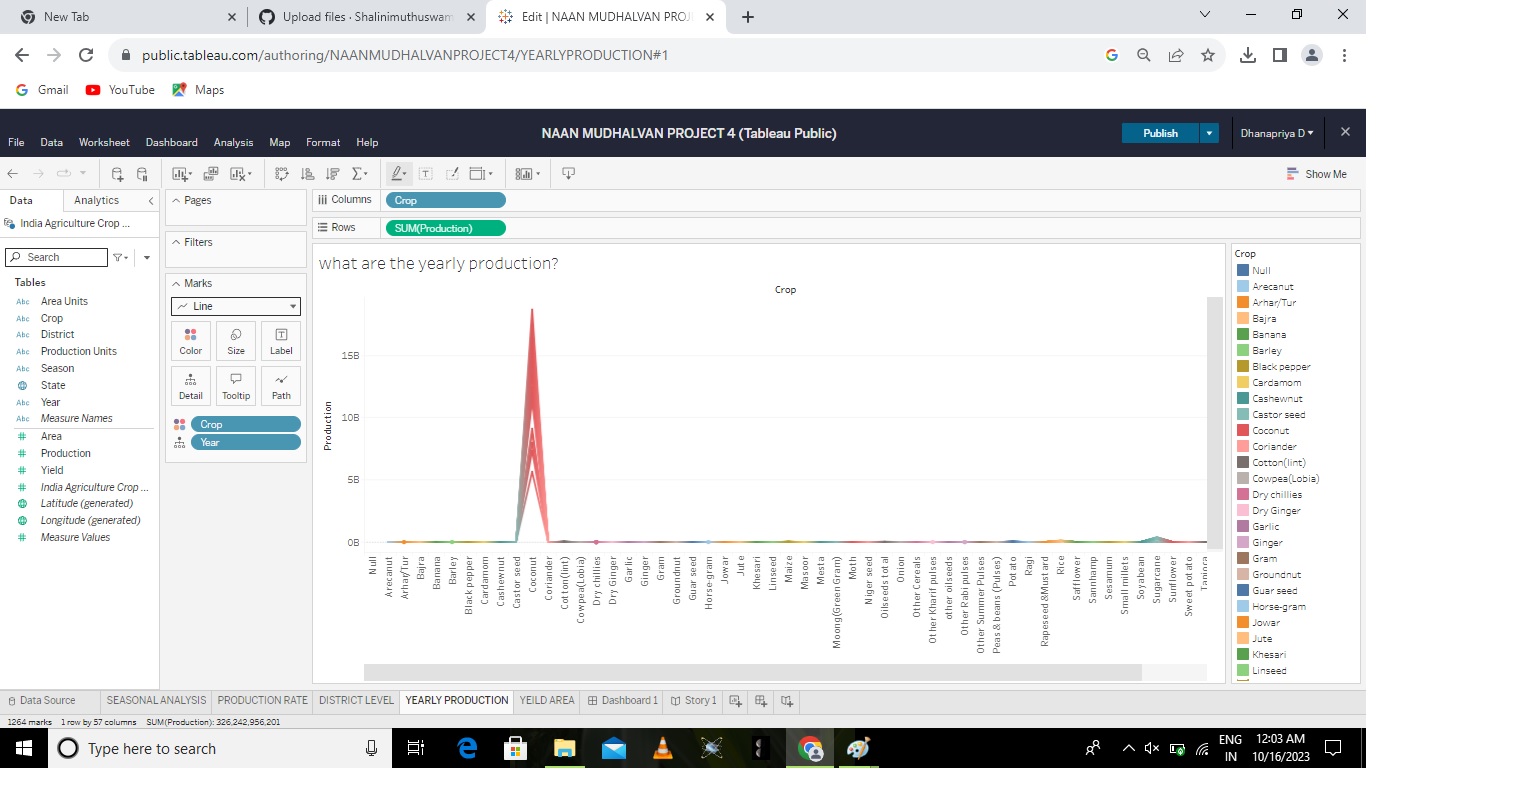 New Tab
Upload files · Shalinimuthuswam
Edit | NAAN MUDHALVAN PROJ
public.tableau.com/authoring/NAANMUDHALVANPROJECT4/YEARLYPRODUCTION#1
Gmail YouTube Maps
NAAN MUDHALVAN PROJECT 4 (Tableau Public)
Publish
Dhanapriya D
File Data Worksheet Dashboard Analysis Map Format Help
Show Me
Data Analytics
India Agriculture Crop ...
Search
Tables
Abc Area Units
Abc Crop
Abc District
Abc Production Units
Abc Season
State
Abc Year
Abc Measure Names
# Area
# Production
# Yield
# India Agriculture Crop ...
Latitude (generated)
Longitude (generated)
# Measure Values
Pages
Filters
Marks
Line
Color Size Label
Detail Tooltip Path
Crop
Year
Columns Crop
Rows SUM(Production)
what are the yearly production?
Crop
Production
15B
10B
5B
0B
Null
Arecanut
Arhar/Tur
Bajra
Banana
Barley
Black pepper
Cardamom
Cashewnut
Castor seed
Coconut
Coriander
Cotton(lint)
Cowpea(Lobia)
Dry chillies
Dry Ginger
Garlic
Ginger
Gram
Groundnut
Guar seed
Horse-gram
Jowar
Jute
Khesari
Linseed
Maize
Masoor
Mesta
Moong(Green Gram)
Moth
Niger seed
Oilseeds total
Onion
Other Cereals
Other Kharif pulses
other oilseeds
Other Rabi pulses
Other Summer Pulses
Peas & beans (Pulses)
Potato
Ragi
Rapeseed &Mustard
Rice
Safflower
Sannhamp
Sesamum
Small millets
Soyabean
Sugarcane
Sunflower
Sweet potato
Tapioca
Crop
Null
Arecanut
Arhar/Tur
Bajra
Banana
Barley
Black pepper
Cardamom
Cashewnut
Castor seed
Coconut
Coriander
Cotton(lint)
Cowpea(Lobia)
Dry chillies
Dry Ginger
Garlic
Ginger
Gram
Groundnut
Guar seed
Horse-gram
Jowar
Jute
Khesari
Linseed
Data Source SEASONAL ANALYSIS PRODUCTION RATE DISTRICT LEVEL YEARLY PRODUCTION YEILD AREA Dashboard 1 Story 1
1264 marks 1 row by 57 columns SUM(Production): 326,242,956,201
Type here to search
ENG
IN
12:03 AM
10/16/2023